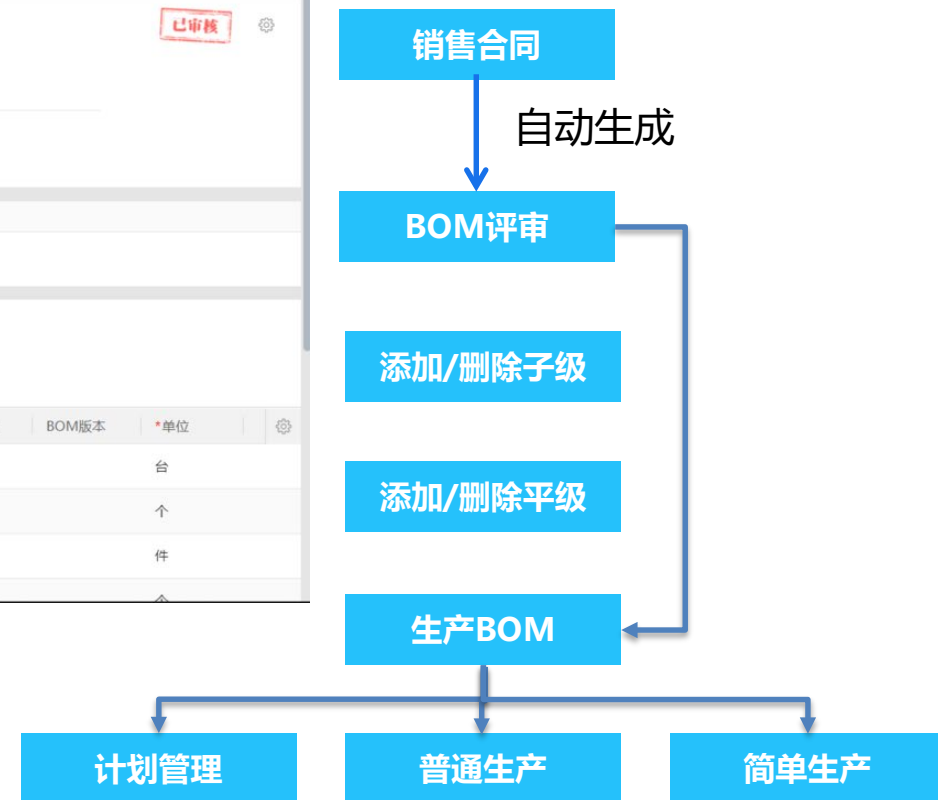 已审核
销售合同
自动生成
BOM评审
添加/删除子级
BOM版本
*单位
台
添加/删除平级
个
件
生产BOM
计划管理
普通生产
简单生产